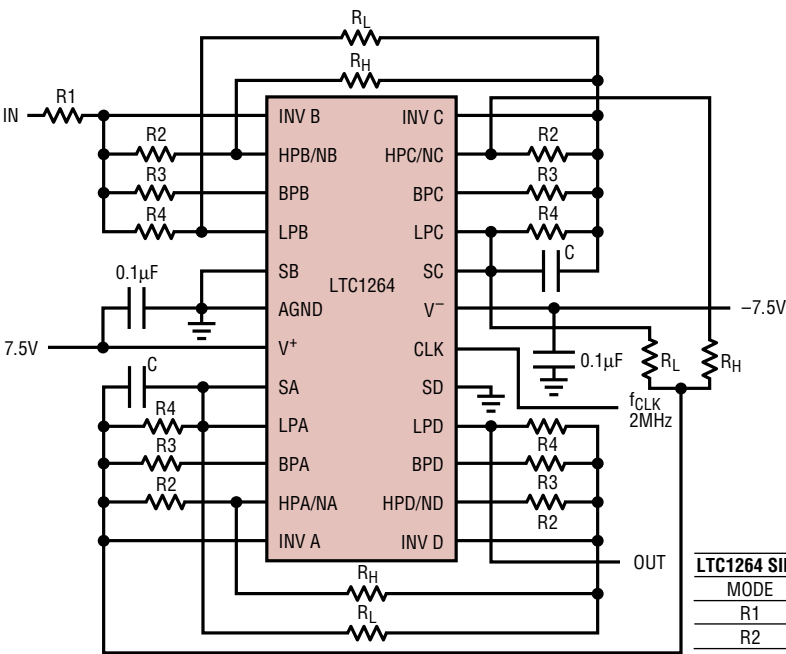 RL
RH
IN
R1
INV B
INV C
R2
HPB/NB
HPC/NC
R2
R3
BPB
BPC
R3
R4
LPB
LPC
R4
0.1µF
SB
SC
C
LTC1264
AGND
V–
–7.5V
7.5V
V+
CLK
0.1µF
RL
RH
C
SA
SD
fCLK
2MHz
R4
LPA
LPD
R4
R3
BPA
BPD
R3
R2
HPA/NA
HPD/ND
R2
INV A
INV D
OUT
RH
RL
LTC1264
MODE
R1
R2